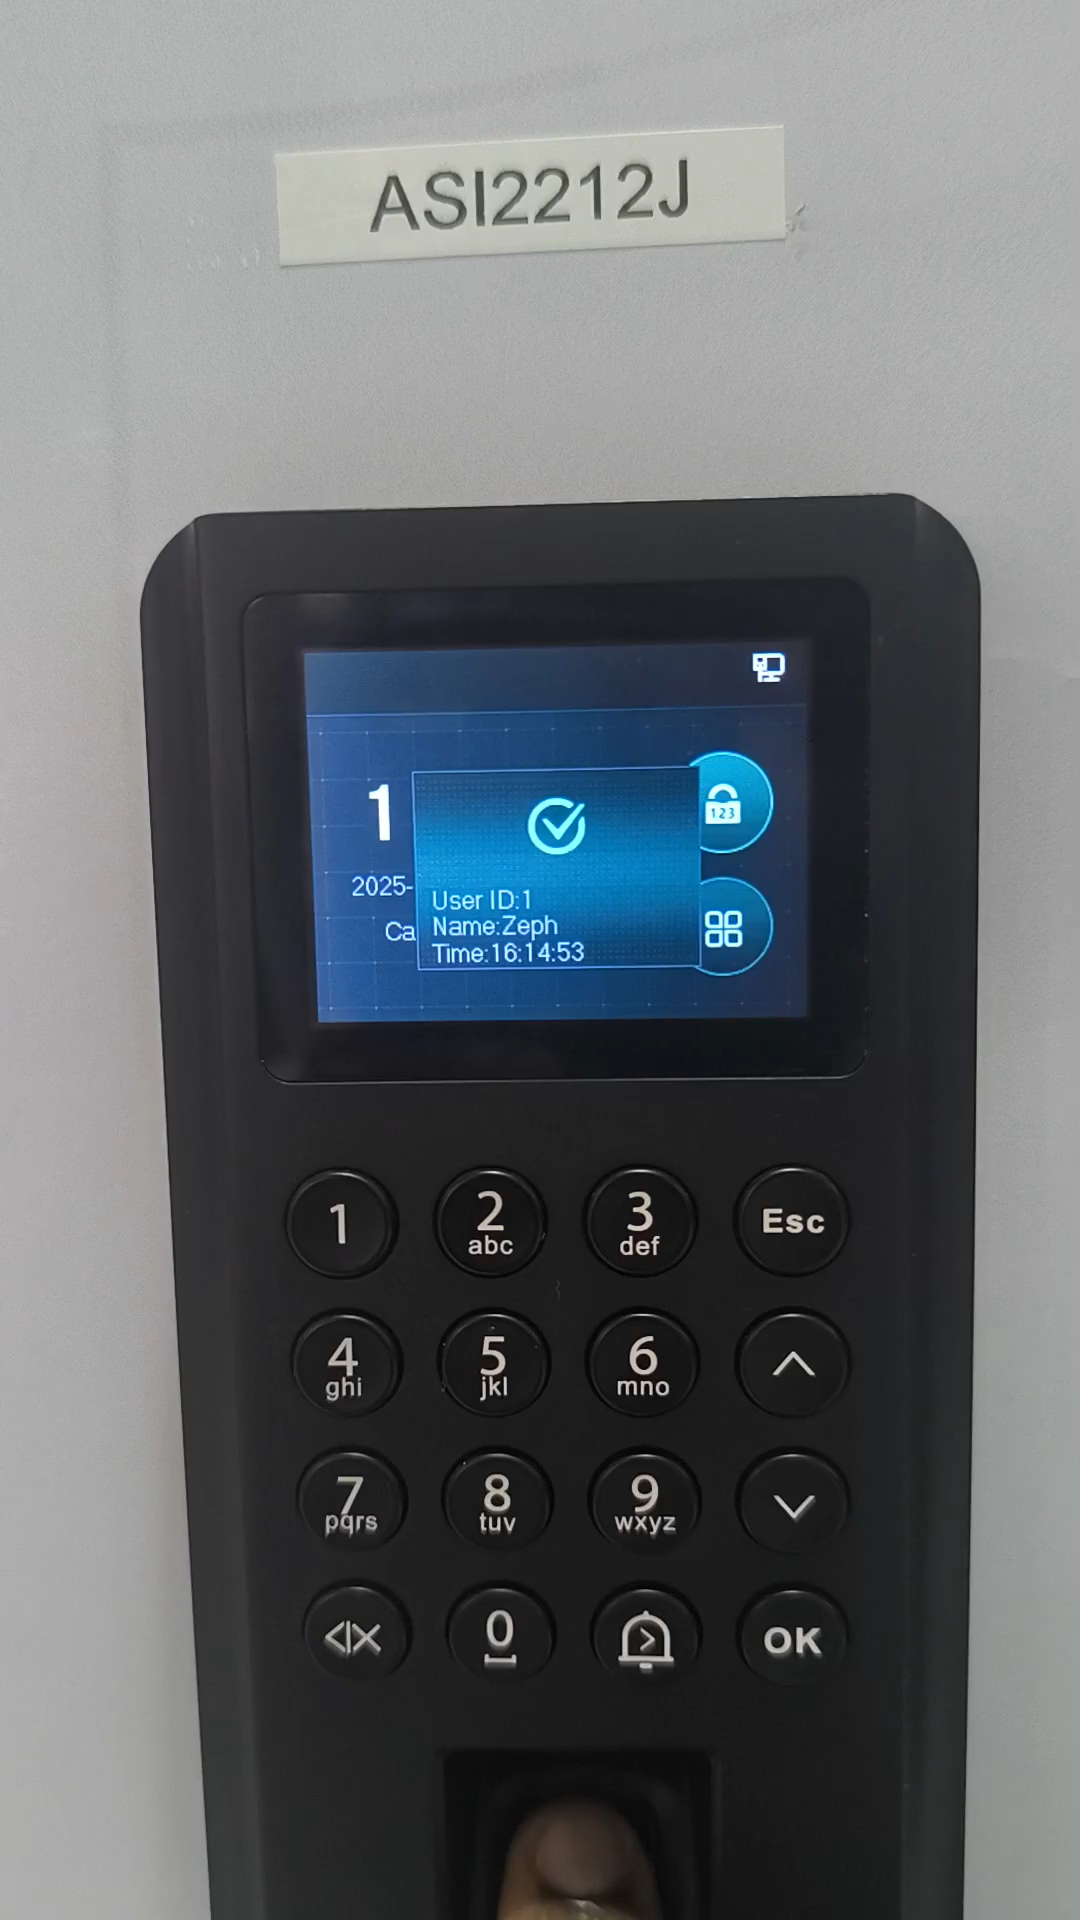 ASI2212J
1
2025-
Ca
123
User ID:1
Name:Zeph
Time:16:14:53
1
2
abc
3
def
Esc
4
ghi
5
jkl
6
mno
7
pqrs
8
tuv
9
wxyz
0
OK